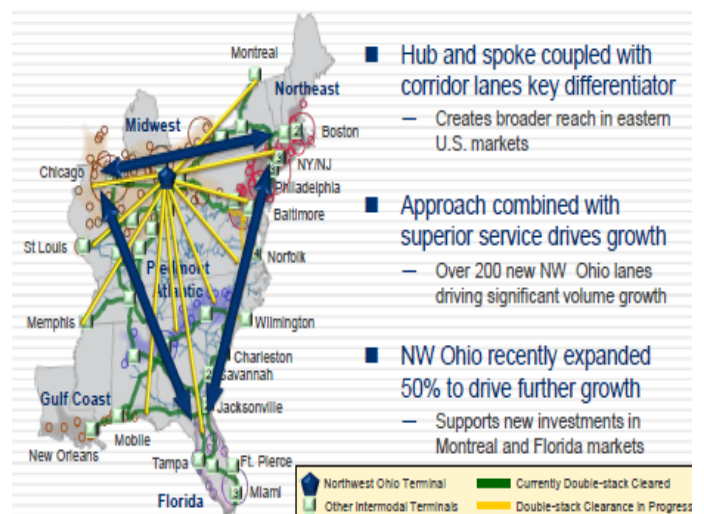 Montreal
Northeast
Midwest
Boston
Chicago
NY/NJ
Philadelphia
Baltimore
St Louis
Norfolk
Piedmont
Atlantic
Memphis
Wilmington
Charleston
Savannah
Gulf Coast
Jacksonville
Mobile
New Orleans
Tampa
Ft. Pierce
Miami
Florida
■ Hub and spoke coupled with
corridor lanes key differentiator
– Creates broader reach in eastern
U.S. markets
■ Approach combined with
superior service drives growth
– Over 200 new NW Ohio lanes
driving significant volume growth
■ NW Ohio recently expanded
50% to drive further growth
– Supports new investments in
Montreal and Florida markets
Northwest Ohio Terminal
Currently Double-stack Cleared
Other Intermodal Terminals
Double-stack Clearance In Progress